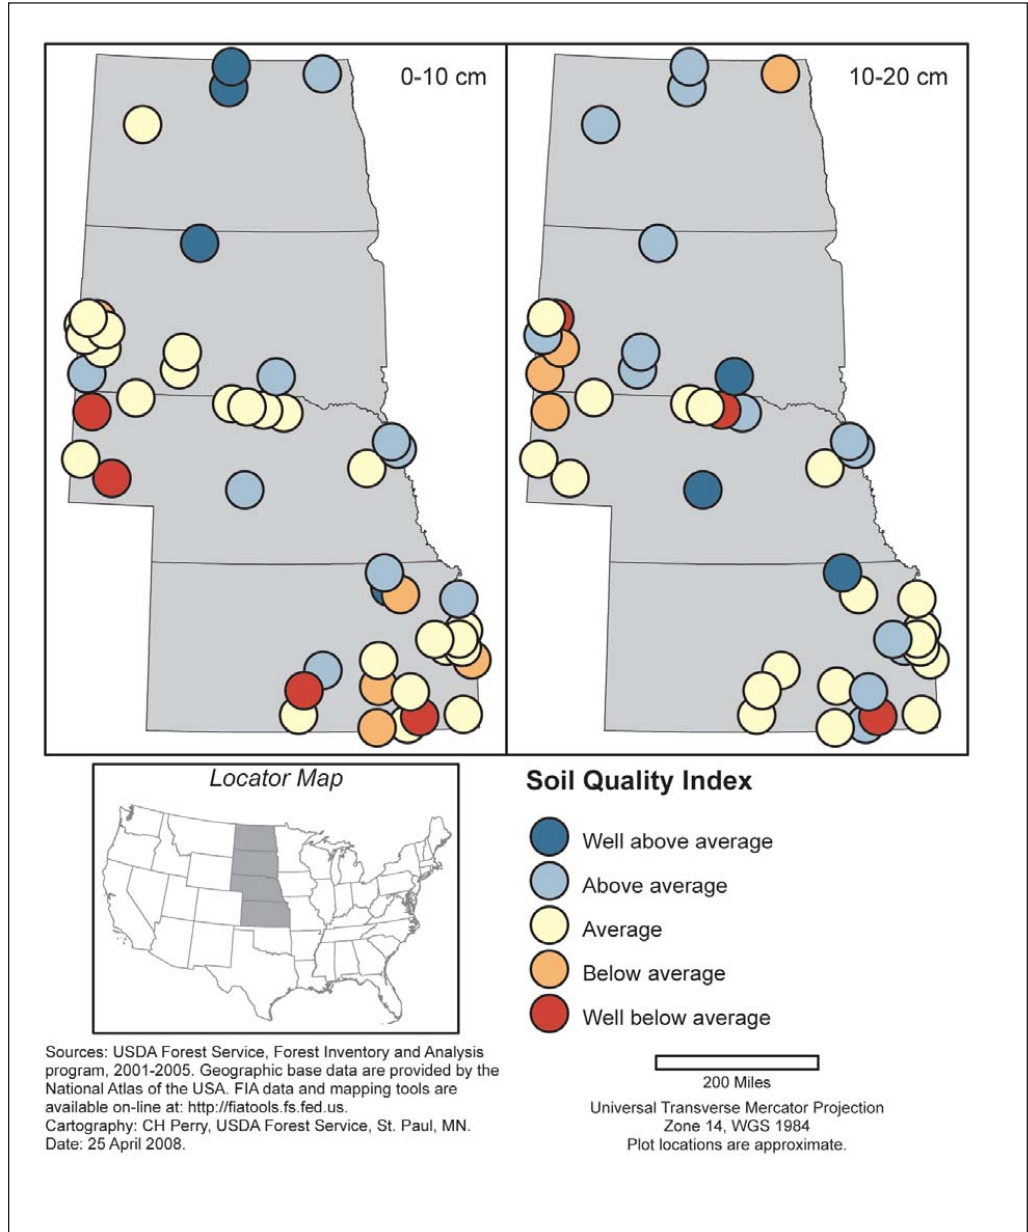 0-10 cm
10-20 cm
Locator Map
Soil Quality Index
Well above average
Above average
Average
Below average
Well below average
Sources: USDA Forest Service, Forest Inventory and Analysis
program, 2001-2005. Geographic base data are provided by the
National Atlas of the USA. FIA data and mapping tools are
available on-line at: http://fiatools.fs.fed.us.
Cartography: CH Perry, USDA Forest Service, St. Paul, MN.
Date: 25 April 2008.
200 Miles
Universal Transverse Mercator Projection
Zone 14, WGS 1984
Plot locations are approximate.